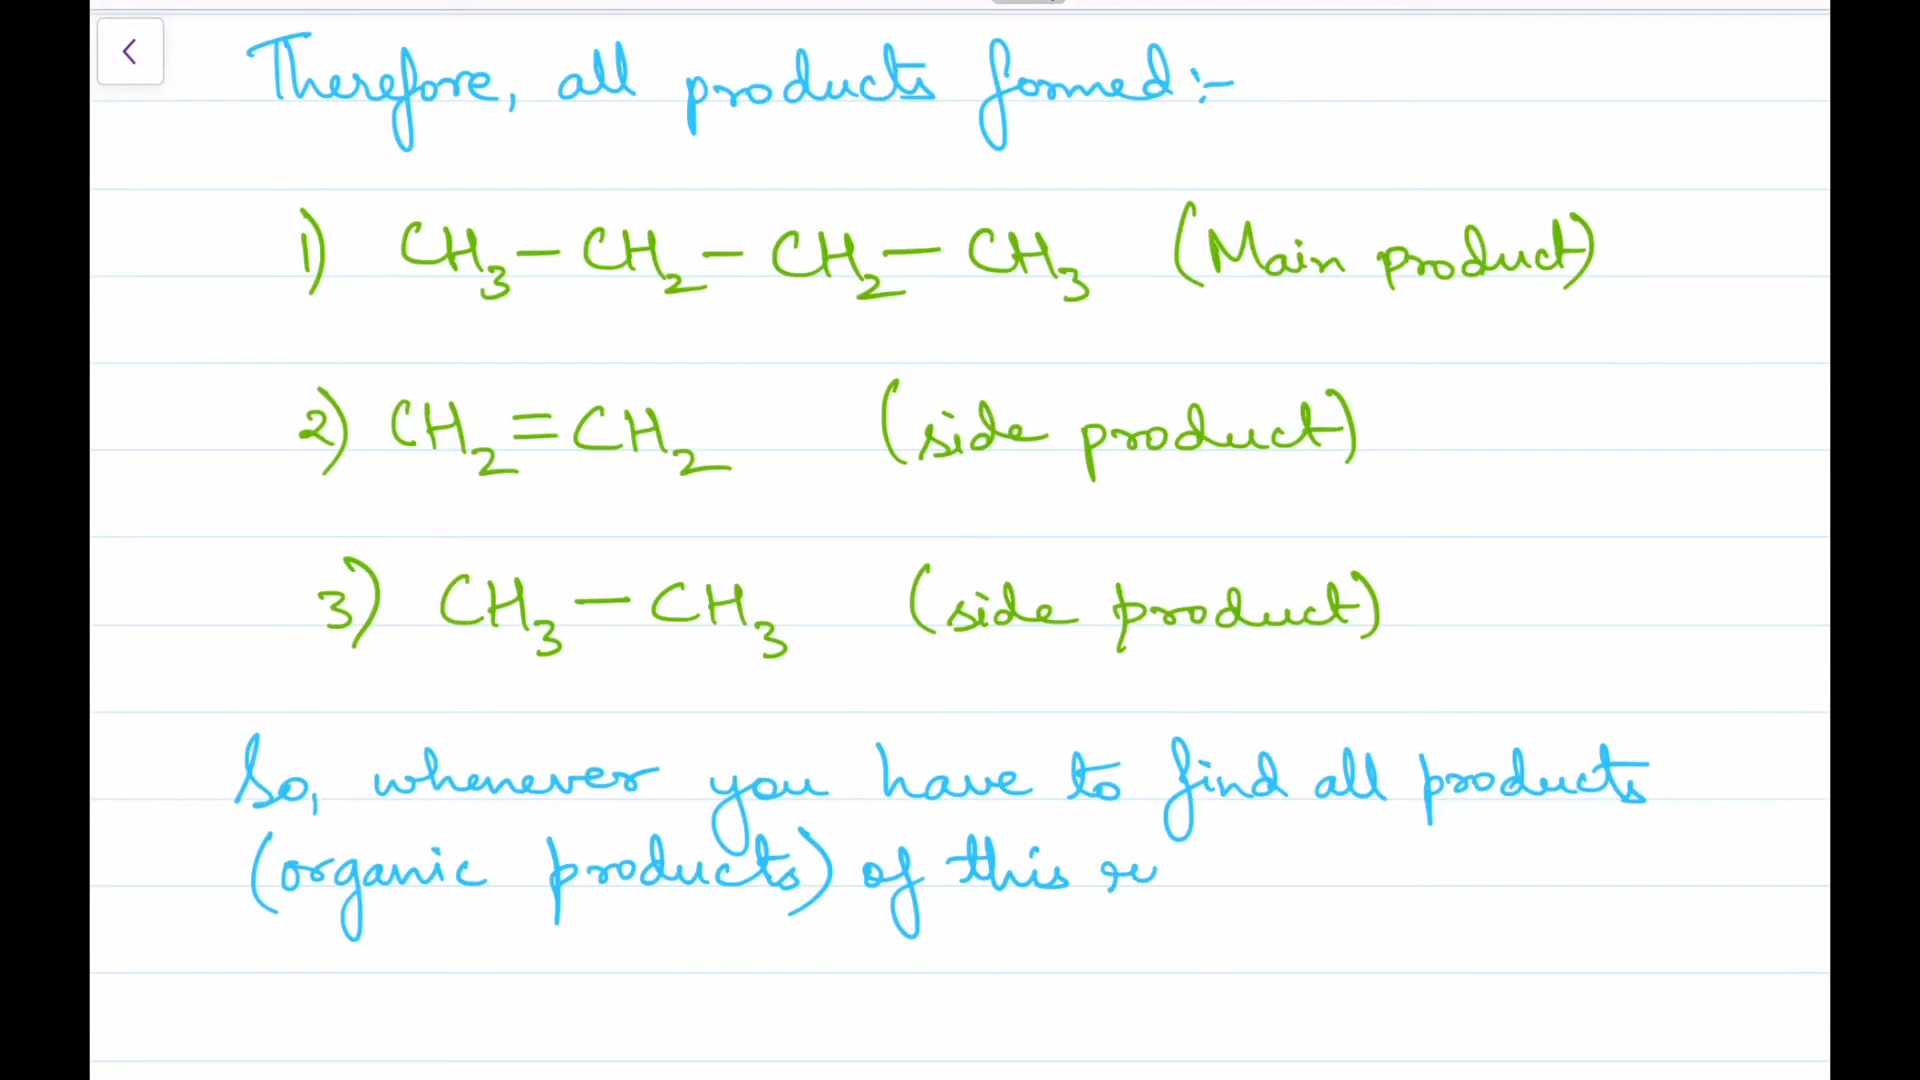 Therefore, all products formed:-
1) CH₃-CH₂-CH₂-CH₃ (Main product)
2) CH₂=CH₂ (side product)
3) CH₃-CH₃ (side product)
So, whenever you have to find all products
(organic products) of this